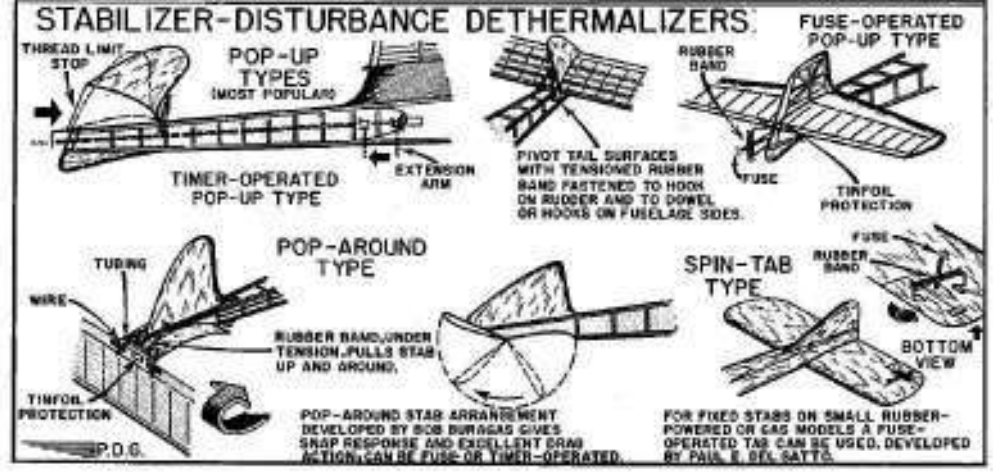 STABILIZER-DISTURBANCE DETHERMALIZERS.
THREAD LIMIT
STOP
POP-UP
TYPES
(MOST POPULAR)
TIMER-OPERATED
POP-UP TYPE
EXTENSION
ARM
PIVOT TAIL SURFACES
WITH TENSIONED RUBBER
BAND FASTENED TO HOOK
ON RUDDER AND TO DOWEL
OR HOOKS ON FUSELAGE SIDES.
FUSE-OPERATED
POP-UP TYPE
RUBBER
BAND
FUSE
TINFOIL
PROTECTION
POP-AROUND
TYPE
TUBING
WIRE
RUBBER BAND, UNDER
TENSION, PULLS STAB
UP AND AROUND.
TINFOIL
PROTECTION
P.D.G.
POP-AROUND STAB ARRANGEMENT
DEVELOPED BY BOB BURAGAS GIVES
SNAP RESPONSE AND EXCELLENT DRAG
ACTION, CAN BE FUSE OR TIMER-OPERATED.
SPIN-TAB
TYPE
FUSE
RUBBER
BAND
BOTTOM
VIEW
FOR FIXED STABS ON SMALL RUBBER-
POWERED OR GAS MODELS A FUSE-
OPERATED TAB CAN BE USED. DEVELOPED
BY PAUL E. DEL GATTO.